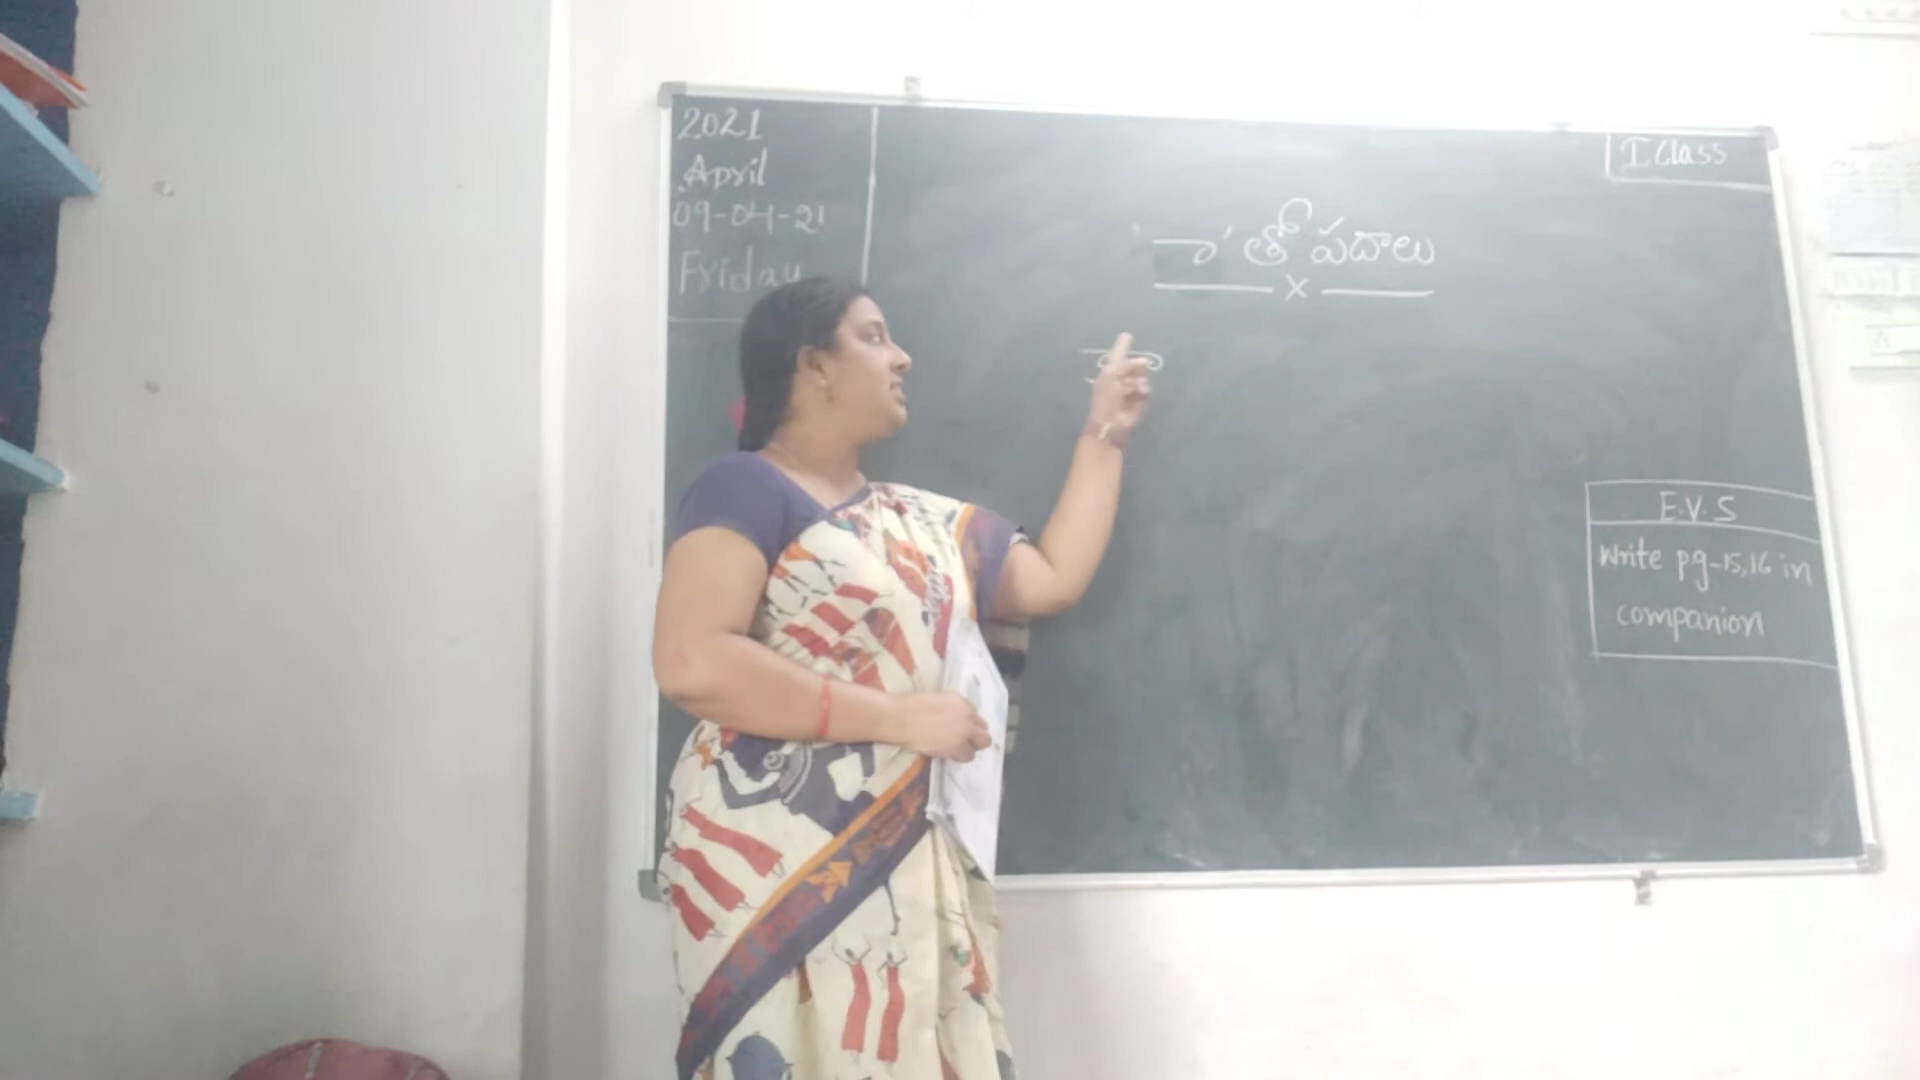 2021
April
09-04-21
Friday
I Class
'ా' తో పదాలు
x
E.V.S
Write pg-15,16 in
companion